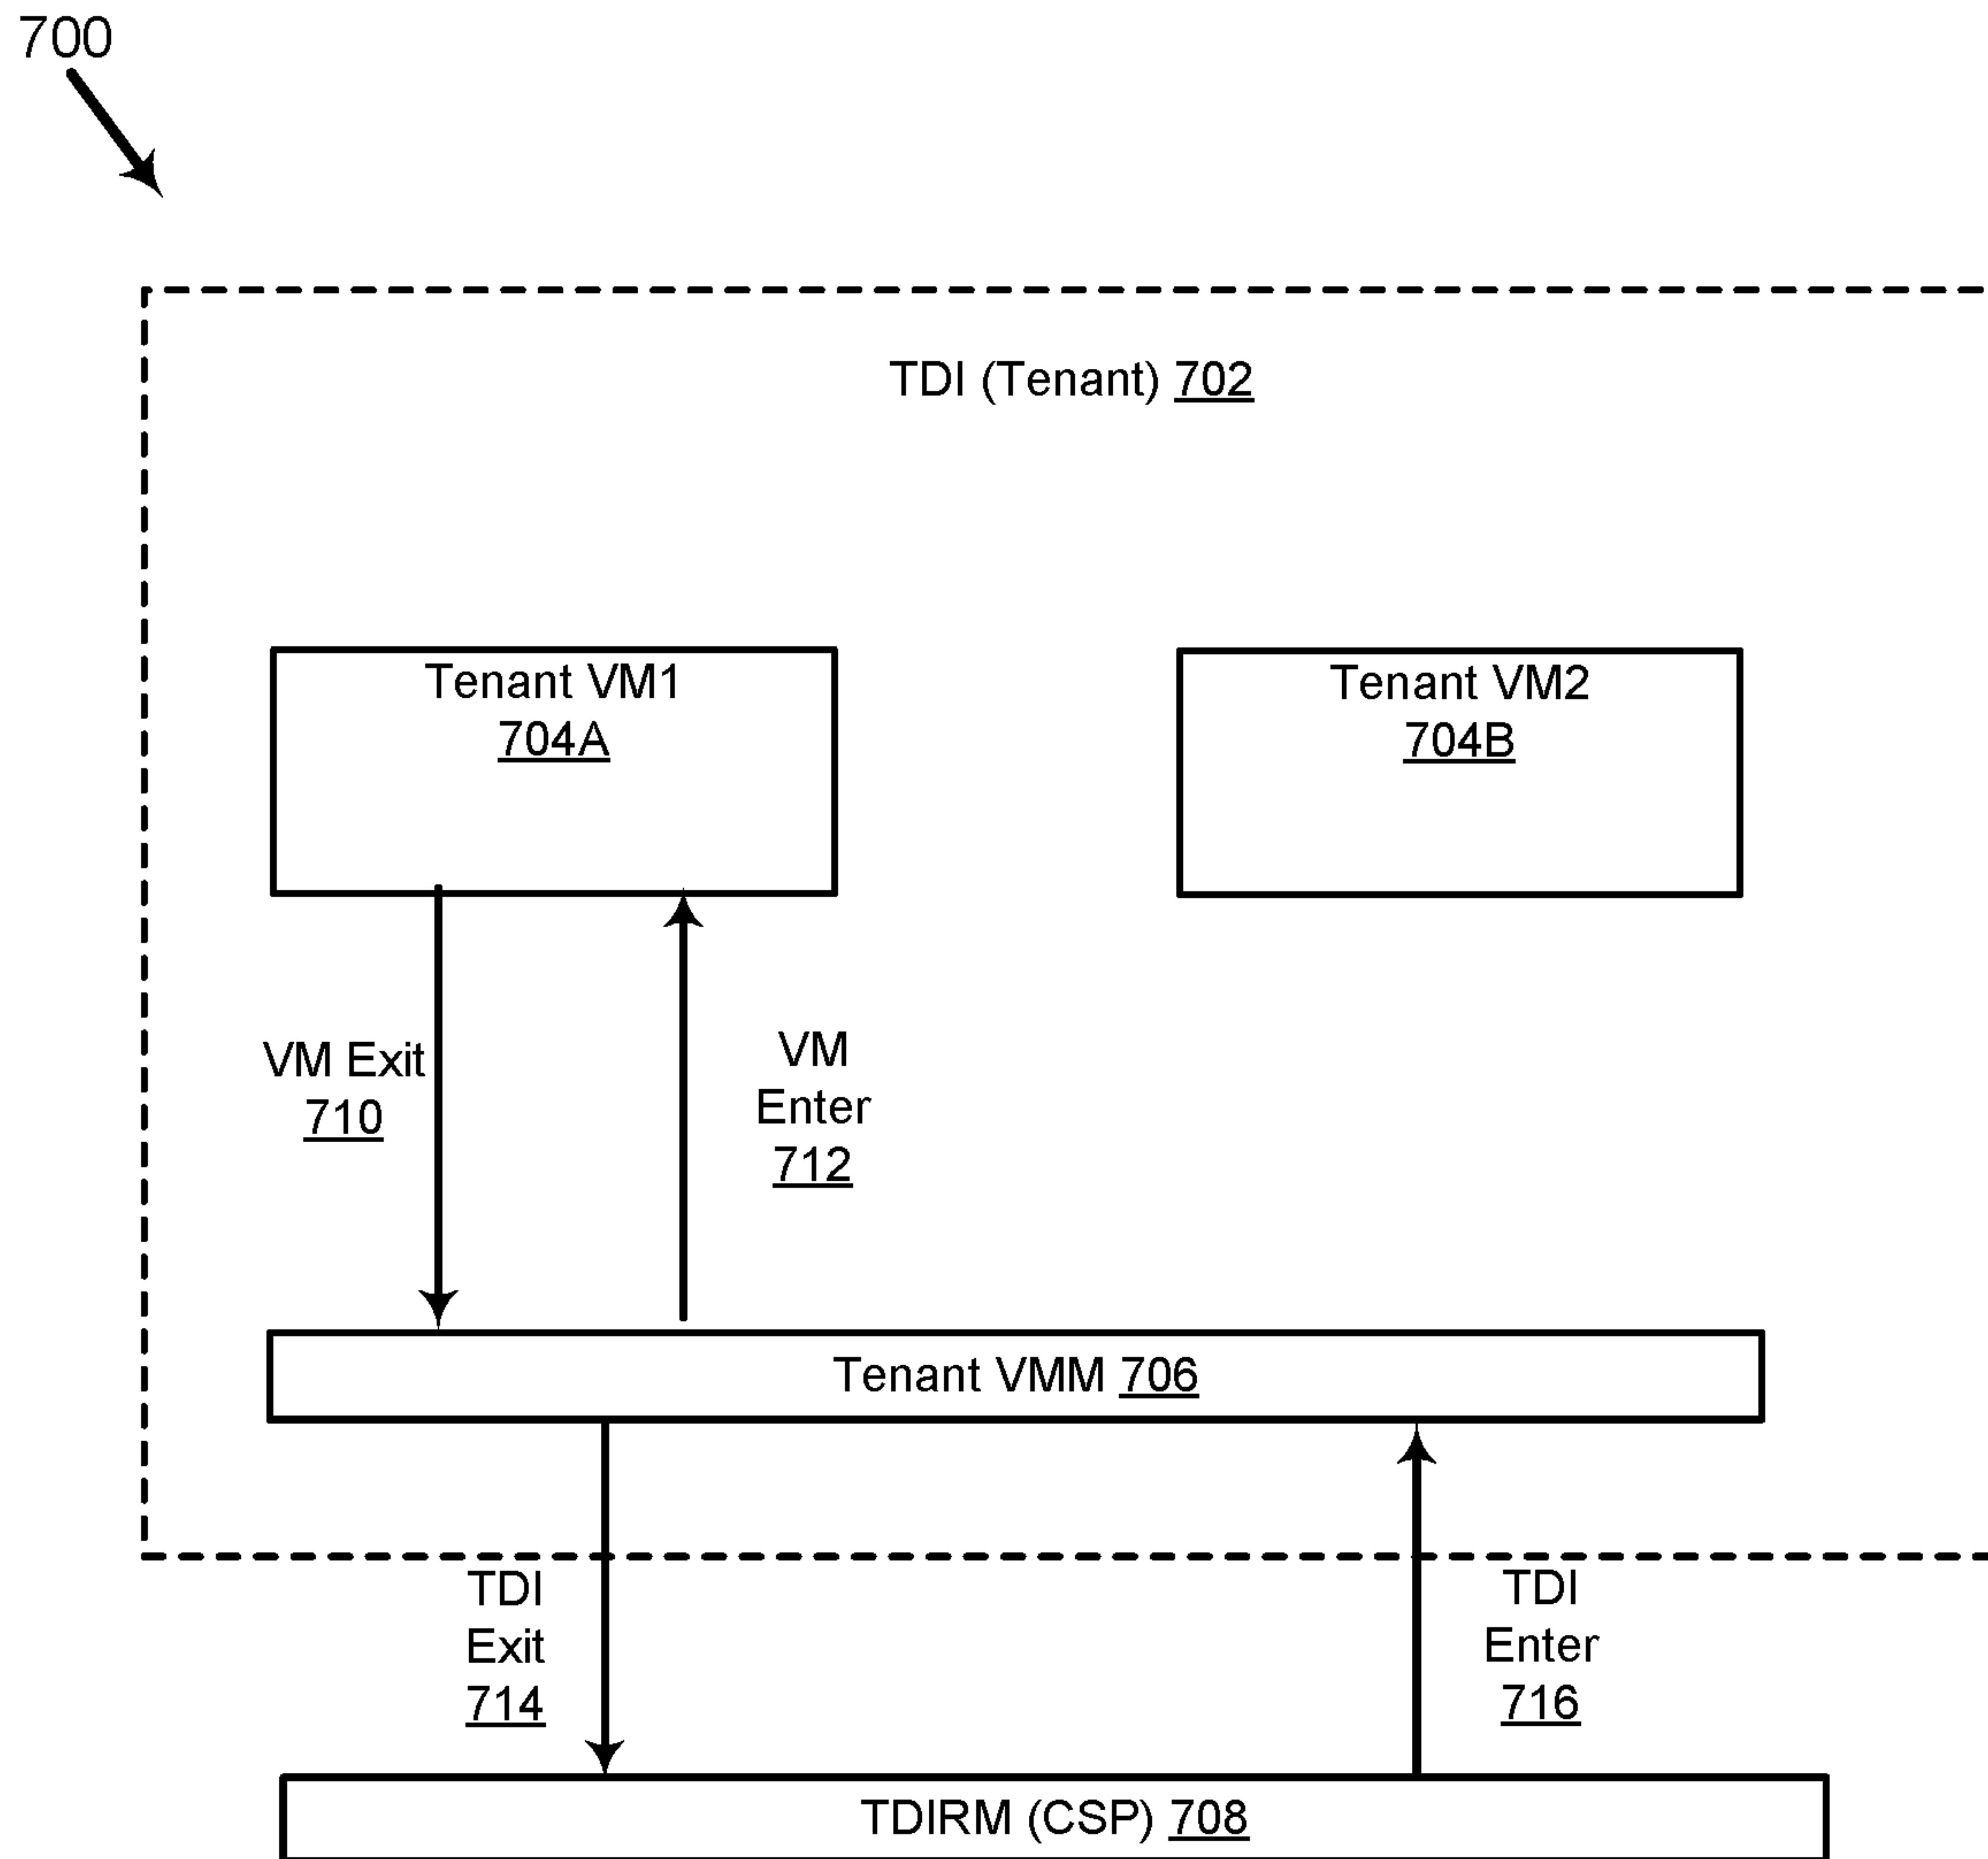 700
TDI (Tenant) 702
Tenant VM1
704A
Tenant VM2
704B
VM Exit
710
VM
Enter
712
Tenant VMM 706
TDI
Exit
714
TDI
Enter
716
TDIRM (CSP) 708